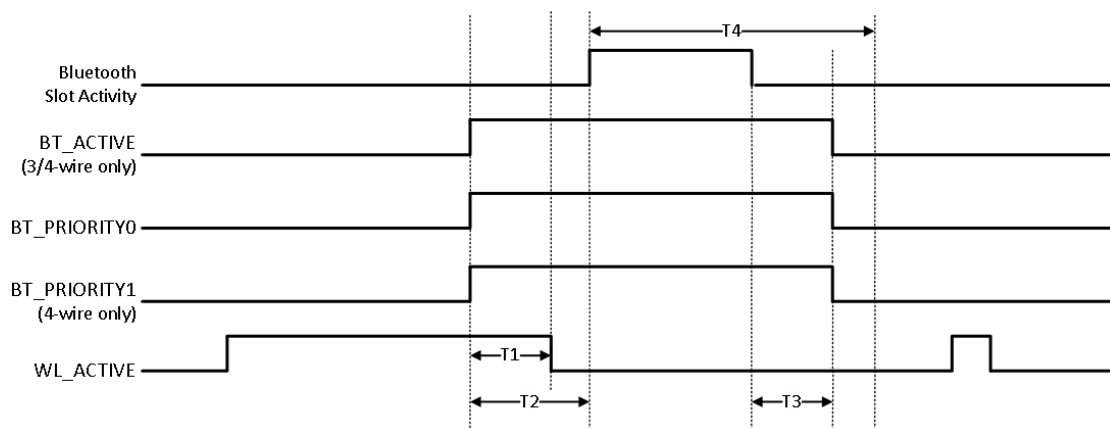 T4
Bluetooth
Slot Activity
BT_ACTIVE
(3/4-wire only)
BT_PRIORITY0
BT_PRIORITY1
(4-wire only)
T1
WL_ACTIVE
T2
T3